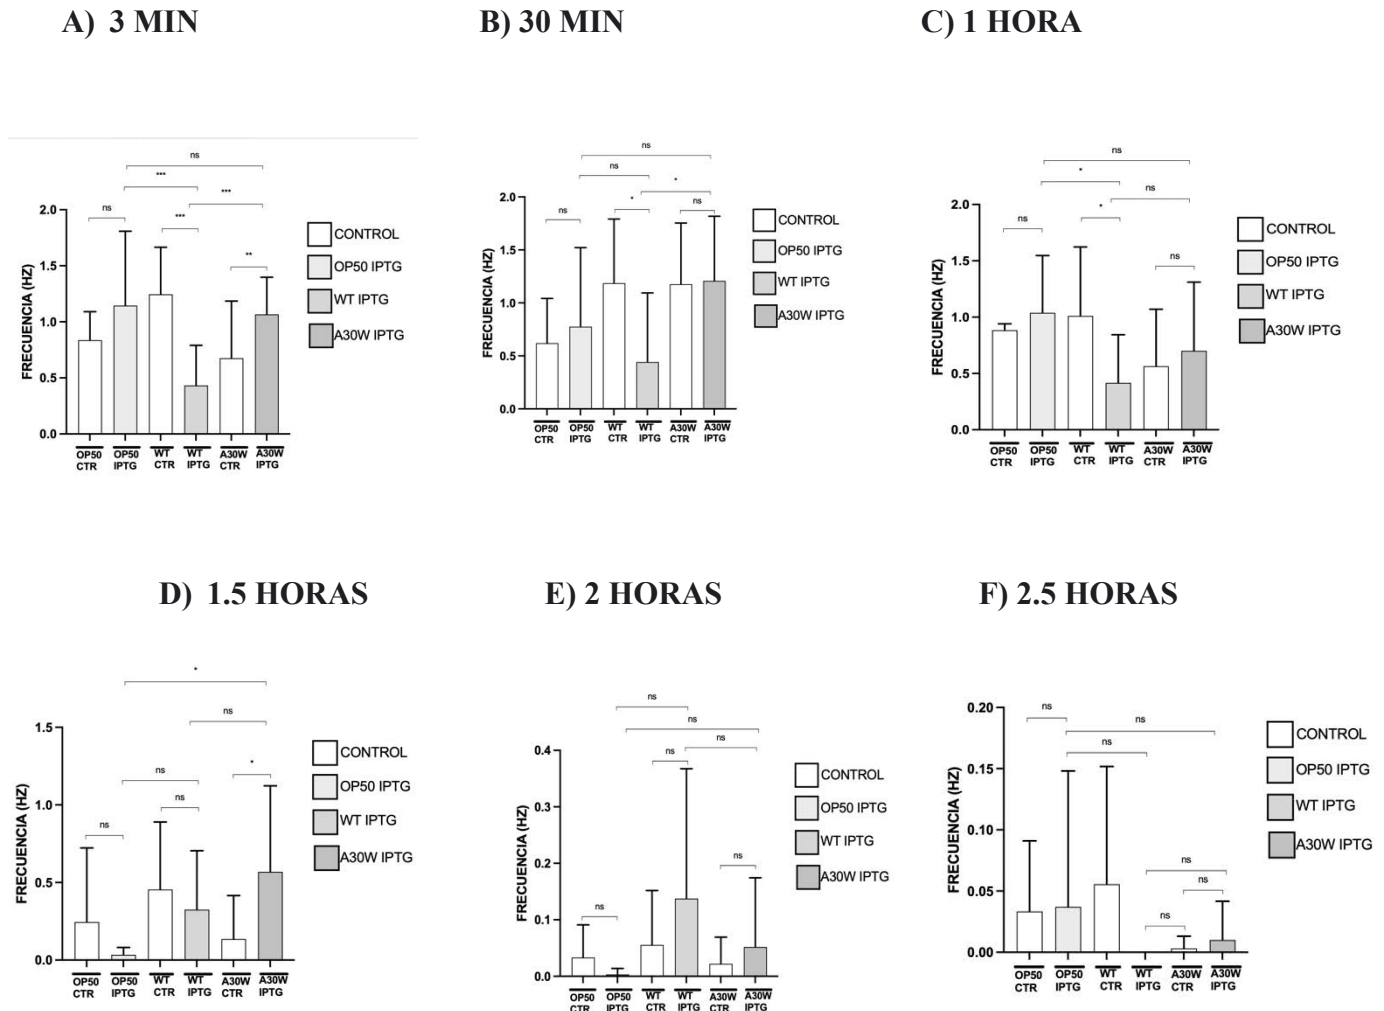 A) 3 MIN
ns
***
***
ns
***
**
FRECUENCIA (HZ)
2.0
1.5
1.0
0.5
0.0
OP50 CTR
OP50 IPTG
WT CTR
WT IPTG
A30W CTR
A30W IPTG
CONTROL
OP50 IPTG
WT IPTG
A30W IPTG
B) 30 MIN
ns
ns
*
ns
*
ns
FRECUENCIA (HZ)
2.0
1.5
1.0
0.5
0.0
OP50 CTR
OP50 IPTG
WT CTR
WT IPTG
A30W CTR
A30W IPTG
CONTROL
OP50 IPTG
WT IPTG
A30W IPTG
C) 1 HORA
ns
*
ns
ns
*
ns
FRECUENCIA (HZ)
2.0
1.5
1.0
0.5
0.0
OP50 CTR
OP50 IPTG
WT CTR
WT IPTG
A30W CTR
A30W IPTG
CONTROL
OP50 IPTG
WT IPTG
A30W IPTG
D) 1.5 HORAS
*
ns
ns
*
ns
ns
FRECUENCIA (HZ)
1.5
1.0
0.5
0.0
OP50 CTR
OP50 IPTG
WT CTR
WT IPTG
A30W CTR
A30W IPTG
CONTROL
OP50 IPTG
WT IPTG
A30W IPTG
E) 2 HORAS
ns
ns
ns
ns
ns
ns
FRECUENCIA (HZ)
0.4
0.3
0.2
0.1
0.0
OP50 CTR
OP50 IPTG
WT CTR
WT IPTG
A30W CTR
A30W IPTG
CONTROL
OP50 IPTG
WT IPTG
A30W IPTG
F) 2.5 HORAS
ns
ns
ns
ns
ns
ns
FRECUENCIA (HZ)
0.20
0.15
0.10
0.05
0.00
OP50 CTR
OP50 IPTG
WT CTR
WT IPTG
A30W CTR
A30W IPTG
CONTROL
OP50 IPTG
WT IPTG
A30W IPTG